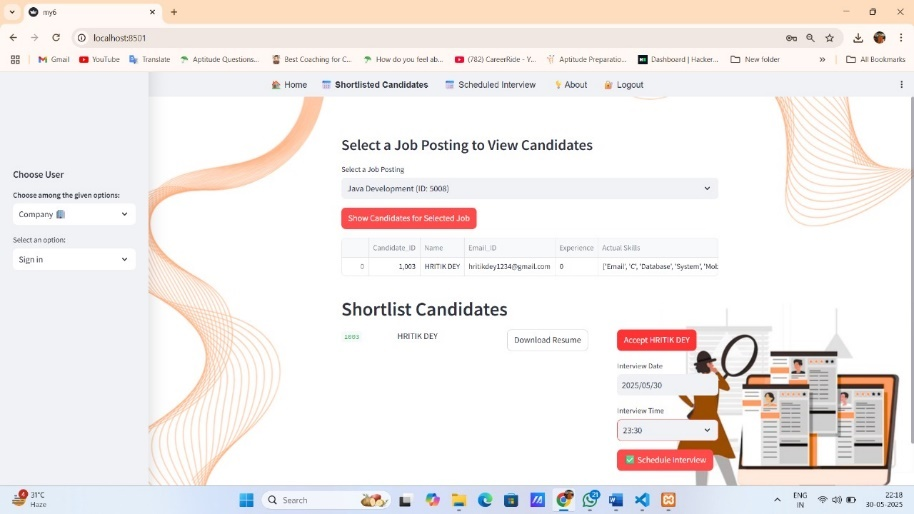 my6
localhost:8501
Gmail YouTube Translate Aptitude Questions... Best Coaching for C... How do you feel ab... (782) CareerRide - Y... Aptitude Preparatio... Dashboard | Hacker... New folder All Bookmarks
Home Shortlisted Candidates Scheduled Interview About Logout
Select a Job Posting to View Candidates
Choose User
Select a Job Posting
Choose among the given options:
Java Development (ID: 5008)
Company
Show Candidates for Selected Job
Select an option:
Candidate_ID Name Email_ID Experience Actual Skills
Sign in
0 1,003 HRITIK DEY hritikdey1234@gmail.com 0 ['Email', 'C', 'Database', 'System', 'Mob
Shortlist Candidates
1003 HRITIK DEY Download Resume Accept HRITIK DEY
Interview Date
2025/05/30
Interview Time
23:30
Schedule Interview
4 31°C
Haze
Search
21
ENG
IN
22:18
30-05-2025